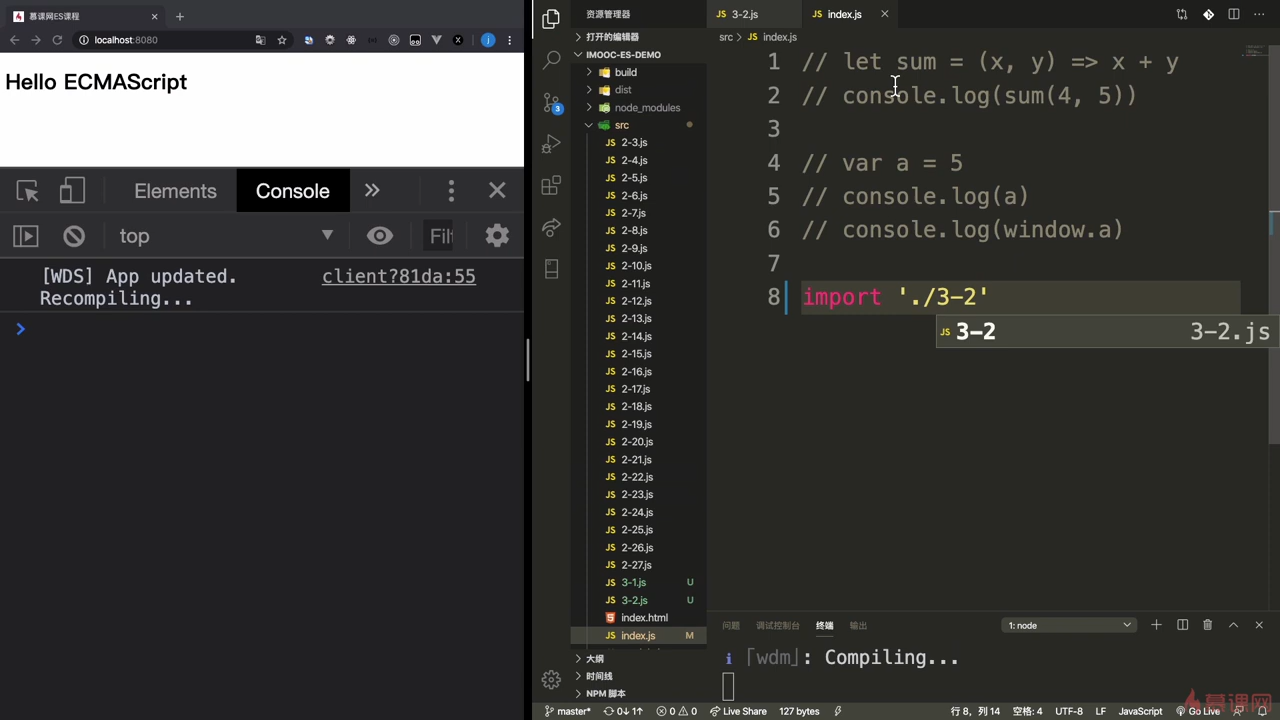 慕课网ES课程
localhost:8080
Hello ECMAScript
Elements
Console
top
Filt
[WDS] App updated.
client?81da:55
Recompiling...
资源管理器
打开的编辑器
IMOOC-ES-DEMO
build
dist
node_modules
src
2-3.js
2-4.js
2-5.js
2-6.js
2-7.js
2-8.js
2-9.js
2-10.js
2-11.js
2-12.js
2-13.js
2-14.js
2-15.js
2-16.js
2-17.js
2-18.js
2-19.js
2-20.js
2-21.js
2-22.js
2-23.js
2-24.js
2-25.js
2-26.js
2-27.js
3-1.js U
3-2.js U
index.html
index.js M
大纲
时间线
NPM 脚本
3-2.js
index.js
src > index.js
1 // let sum = (x, y) => x + y
2 // console.log(sum(4, 5))
3
4 // var a = 5
5 // console.log(a)
6 // console.log(window.a)
7
8 import './3-2'
3-2 3-2.js
问题 调试控制台 终端 输出
1: node
i ｢wdm｣: Compiling...
慕课网
master* 0↓ 1↑ 0 0 Live Share 127 bytes
行 8，列 14 空格: 4 UTF-8 LF JavaScript Go Live